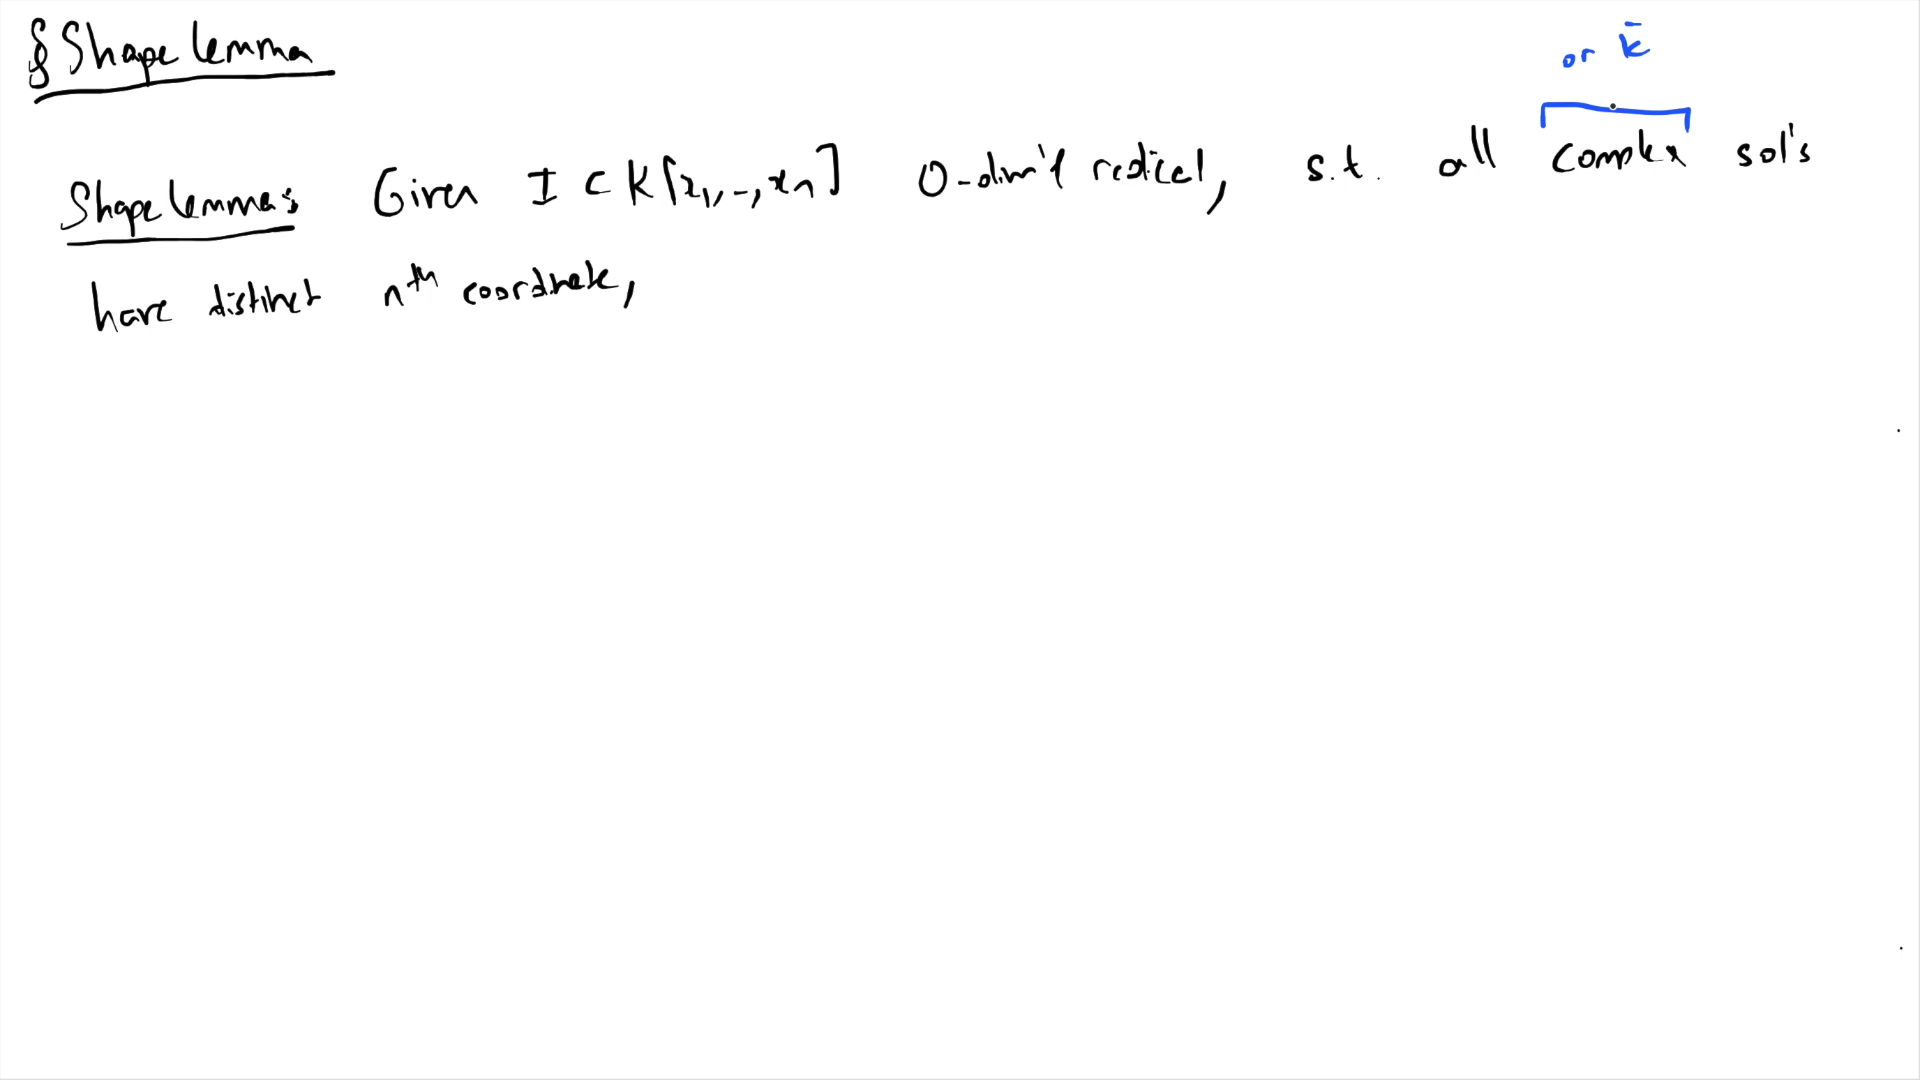 § Shape lemma
or k̄
Shape lemma: Given I ⊂ K[x₁, -, xₙ] 0-dim'l radical, s.t. all complex sol's
have distinct nᵗʰ coordinate,